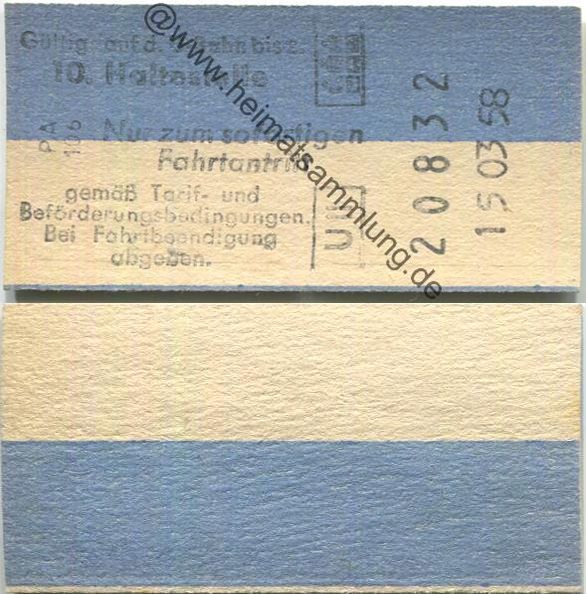 Gültig auf d. U-Bahn bis z.
10. Haltestelle
PA
Nur zum sofortigen
Fahrtantritt
gemäß Tarif- und
Beförderungsbedingungen.
Bei Fahrtbeendigung
abgeben.
20832
15 03 58
@www.heimatsammlung.de